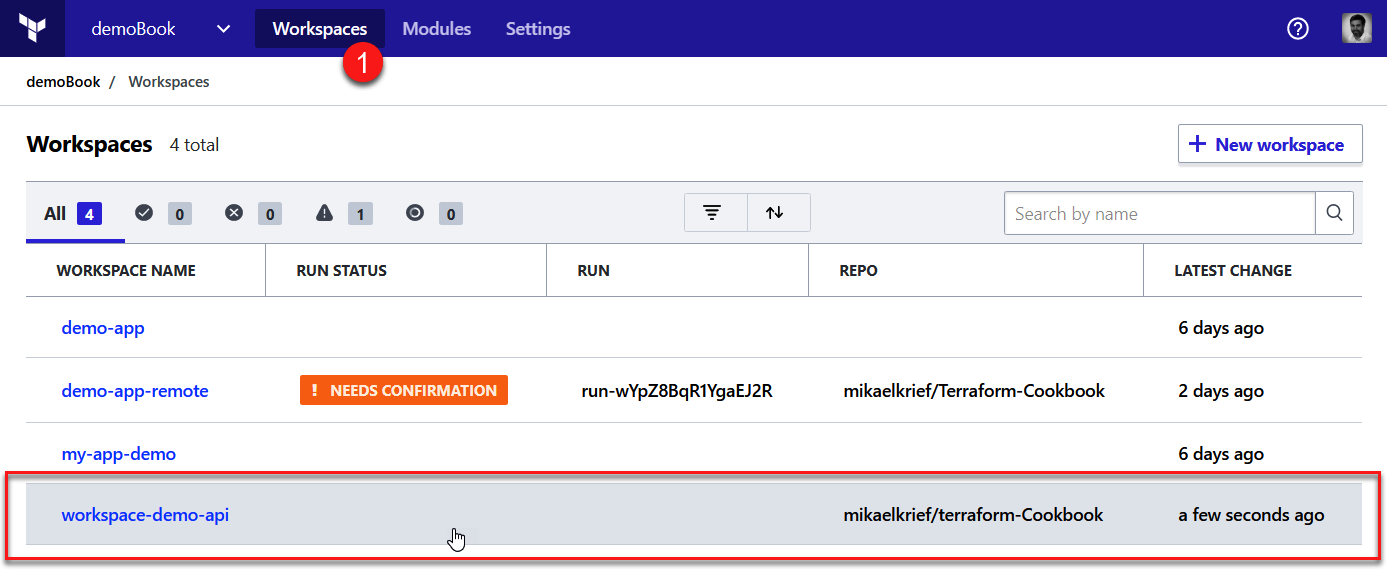 demoBook Workspaces Modules Settings
1
demoBook / Workspaces
Workspaces 4 total
+ New workspace
All 4 0 0 1 0
Search by name
WORKSPACE NAME RUN STATUS RUN REPO LATEST CHANGE
demo-app 6 days ago
demo-app-remote ! NEEDS CONFIRMATION run-wYpZ8BqR1YgaEJ2R mikaelkrief/Terraform-Cookbook 2 days ago
my-app-demo 6 days ago
workspace-demo-api mikaelkrief/terraform-Cookbook a few seconds ago